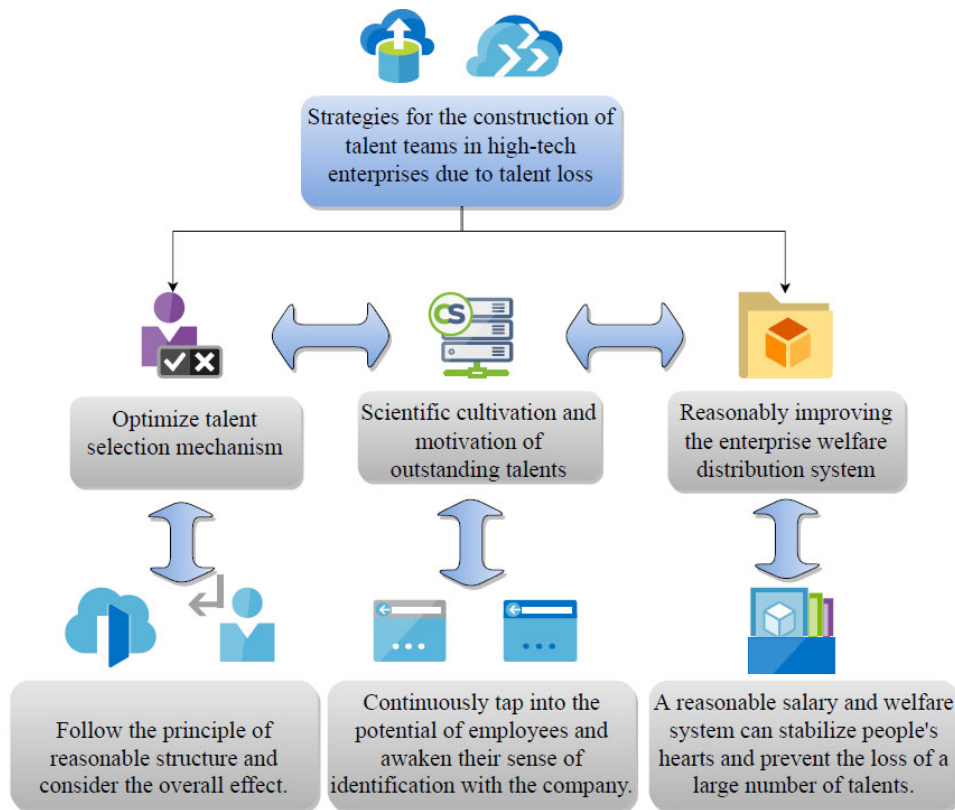 Strategies for the construction of
talent teams in high-tech
enterprises due to talent loss
CS
Optimize talent
selection mechanism
Scientific cultivation and
motivation of
outstanding talents
Reasonably improving
the enterprise welfare
distribution system
Follow the principle of
reasonable structure and
consider the overall effect.
Continuously tap into the
potential of employees and
awaken their sense of
identification with the company.
A reasonable salary and welfare
system can stabilize people's
hearts and prevent the loss of a
large number of talents.